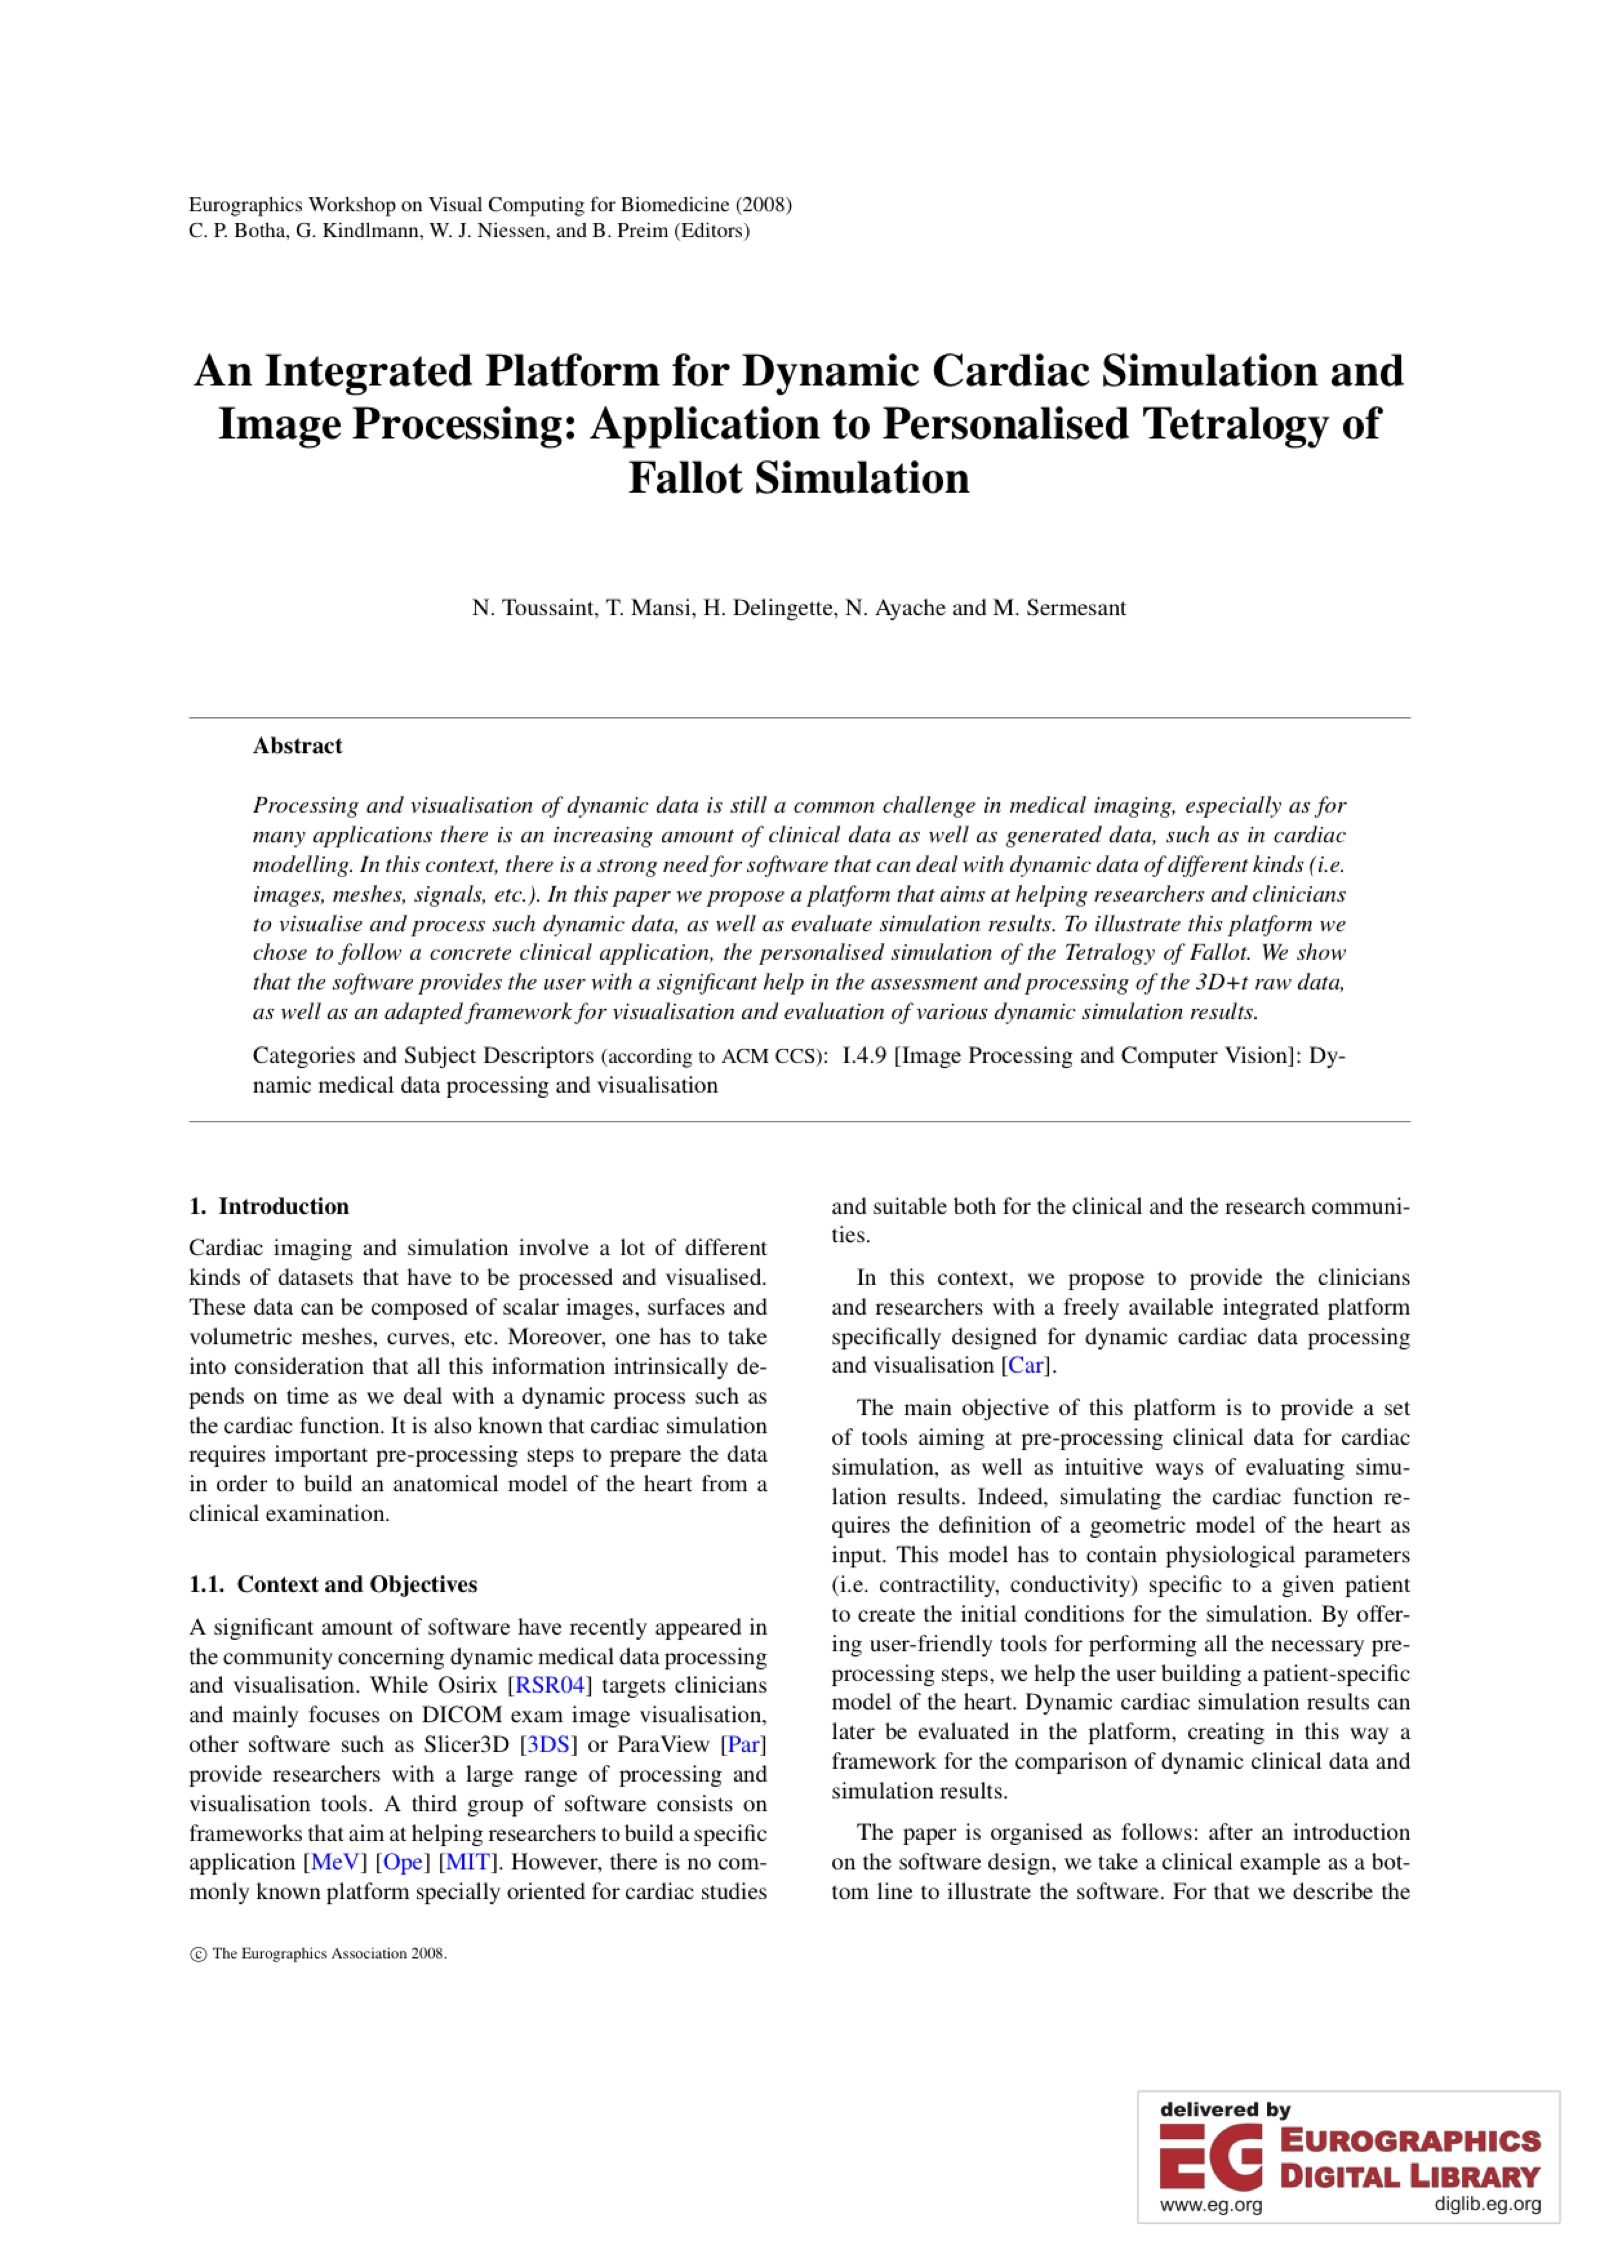 Eurographics Workshop on Visual Computing for Biomedicine (2008)
C. P. Botha, G. Kindlmann, W. J. Niessen, and B. Preim (Editors)
An Integrated Platform for Dynamic Cardiac Simulation and
Image Processing: Application to Personalised Tetralogy of
Fallot Simulation
N. Toussaint, T. Mansi, H. Delingette, N. Ayache and M. Sermesant
Abstract
Processing and visualisation of dynamic data is still a common challenge in medical imaging, especially as for
many applications there is an increasing amount of clinical data as well as generated data, such as in cardiac
modelling. In this context, there is a strong need for software that can deal with dynamic data of different kinds (i.e.
images, meshes, signals, etc.). In this paper we propose a platform that aims at helping researchers and clinicians
to visualise and process such dynamic data, as well as evaluate simulation results. To illustrate this platform we
chose to follow a concrete clinical application, the personalised simulation of the Tetralogy of Fallot. We show
that the software provides the user with a significant help in the assessment and processing of the 3D+t raw data,
as well as an adapted framework for visualisation and evaluation of various dynamic simulation results.
Categories and Subject Descriptors (according to ACM CCS): I.4.9 [Image Processing and Computer Vision]: Dy-
namic medical data processing and visualisation
1. Introduction
Cardiac imaging and simulation involve a lot of different
kinds of datasets that have to be processed and visualised.
These data can be composed of scalar images, surfaces and
volumetric meshes, curves, etc. Moreover, one has to take
into consideration that all this information intrinsically de-
pends on time as we deal with a dynamic process such as
the cardiac function. It is also known that cardiac simulation
requires important pre-processing steps to prepare the data
in order to build an anatomical model of the heart from a
clinical examination.
1.1. Context and Objectives
A significant amount of software have recently appeared in
the community concerning dynamic medical data processing
and visualisation. While Osirix [RSR04] targets clinicians
and mainly focuses on DICOM exam image visualisation,
other software such as Slicer3D [3DS] or ParaView [Par]
provide researchers with a large range of processing and
visualisation tools. A third group of software consists on
frameworks that aim at helping researchers to build a specific
application [MeV] [Ope] [MIT]. However, there is no com-
monly known platform specially oriented for cardiac studies
and suitable both for the clinical and the research communi-
ties.
In this context, we propose to provide the clinicians
and researchers with a freely available integrated platform
specifically designed for dynamic cardiac data processing
and visualisation [Car].
The main objective of this platform is to provide a set
of tools aiming at pre-processing clinical data for cardiac
simulation, as well as intuitive ways of evaluating simu-
lation results. Indeed, simulating the cardiac function re-
quires the definition of a geometric model of the heart as
input. This model has to contain physiological parameters
(i.e. contractility, conductivity) specific to a given patient
to create the initial conditions for the simulation. By offer-
ing user-friendly tools for performing all the necessary pre-
processing steps, we help the user building a patient-specific
model of the heart. Dynamic cardiac simulation results can
later be evaluated in the platform, creating in this way a
framework for the comparison of dynamic clinical data and
simulation results.
The paper is organised as follows: after an introduction
on the software design, we take a clinical example as a bot-
tom line to illustrate the software. For that we describe the
© The Eurographics Association 2008.
delivered by
EG EUROGRAPHICS
DIGITAL LIBRARY
www.eg.org diglib.eg.org